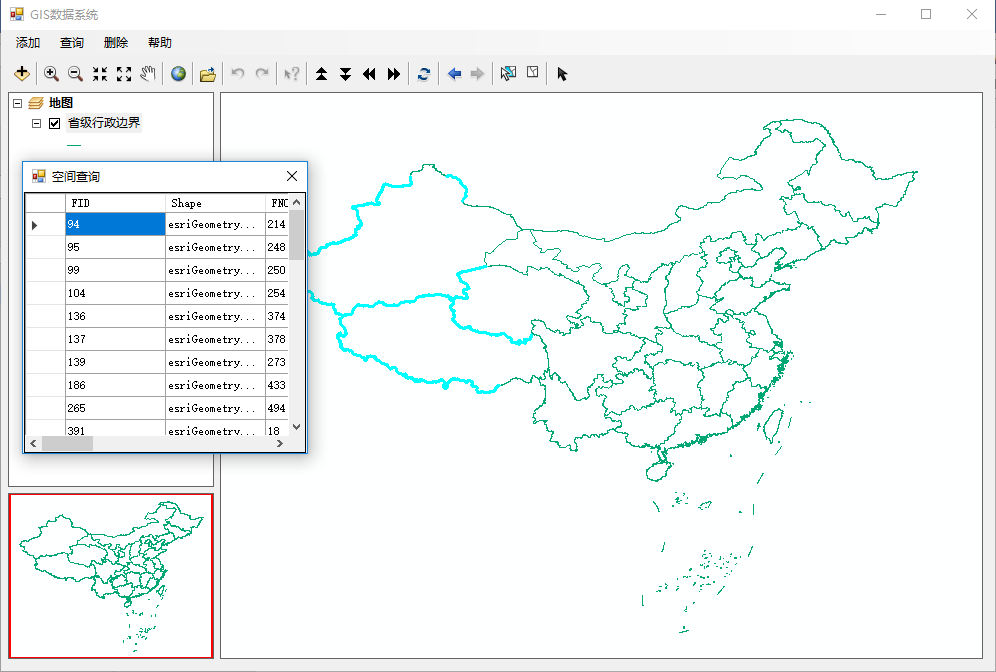 GIS数据系统
添加 查询 删除 帮助
地图
省级行政边界
空间查询
FID Shape FNO
94 esriGeometry... 214
95 esriGeometry... 248
99 esriGeometry... 250
104 esriGeometry... 254
136 esriGeometry... 374
137 esriGeometry... 378
139 esriGeometry... 273
186 esriGeometry... 433
265 esriGeometry... 494
391 esriGeometry... 18